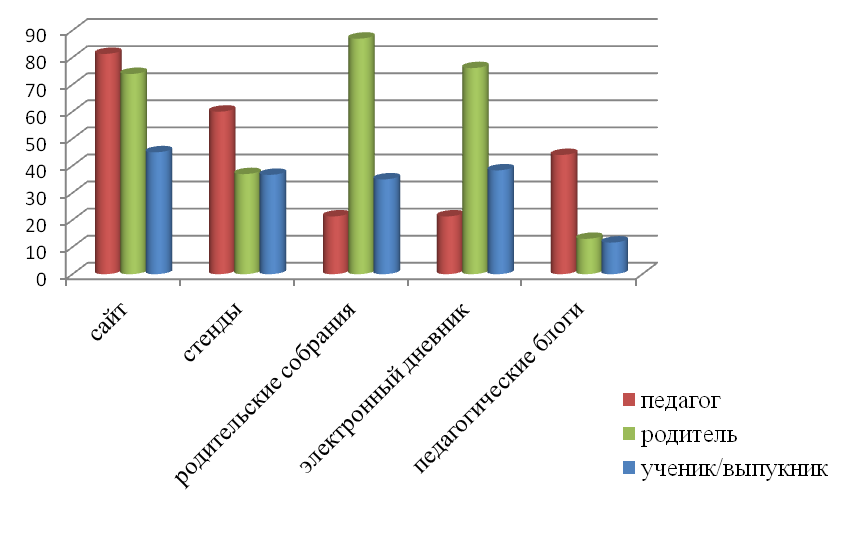 90
80
70
60
50
40
30
20
10
0
сайт
стенды
родительские собрания
электронный дневник
педагогические блоги
педагог
родитель
ученик/выпукник